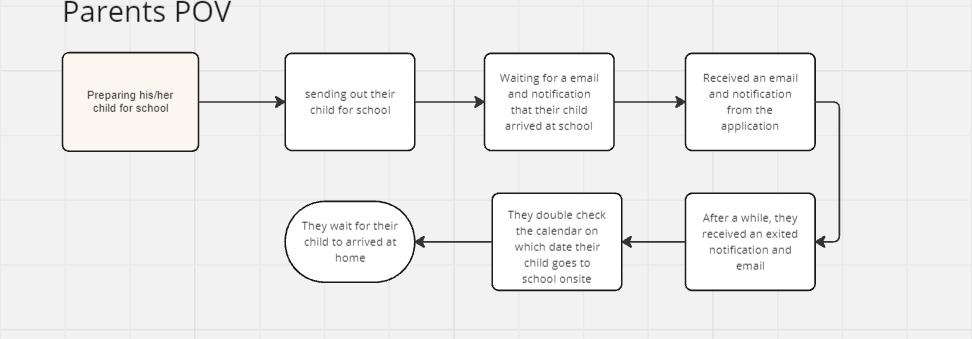 Parents POV
Preparing his/her
child for school
sending out their
child for school
Waiting for a email
and notification
that their child
arrived at school
Received an email
and notification
from the
application
After a while, they
received an exited
notification and
email
They double check
the calendar on
which date their
child goes to
school onsite
They wait for their
child to arrived at
home